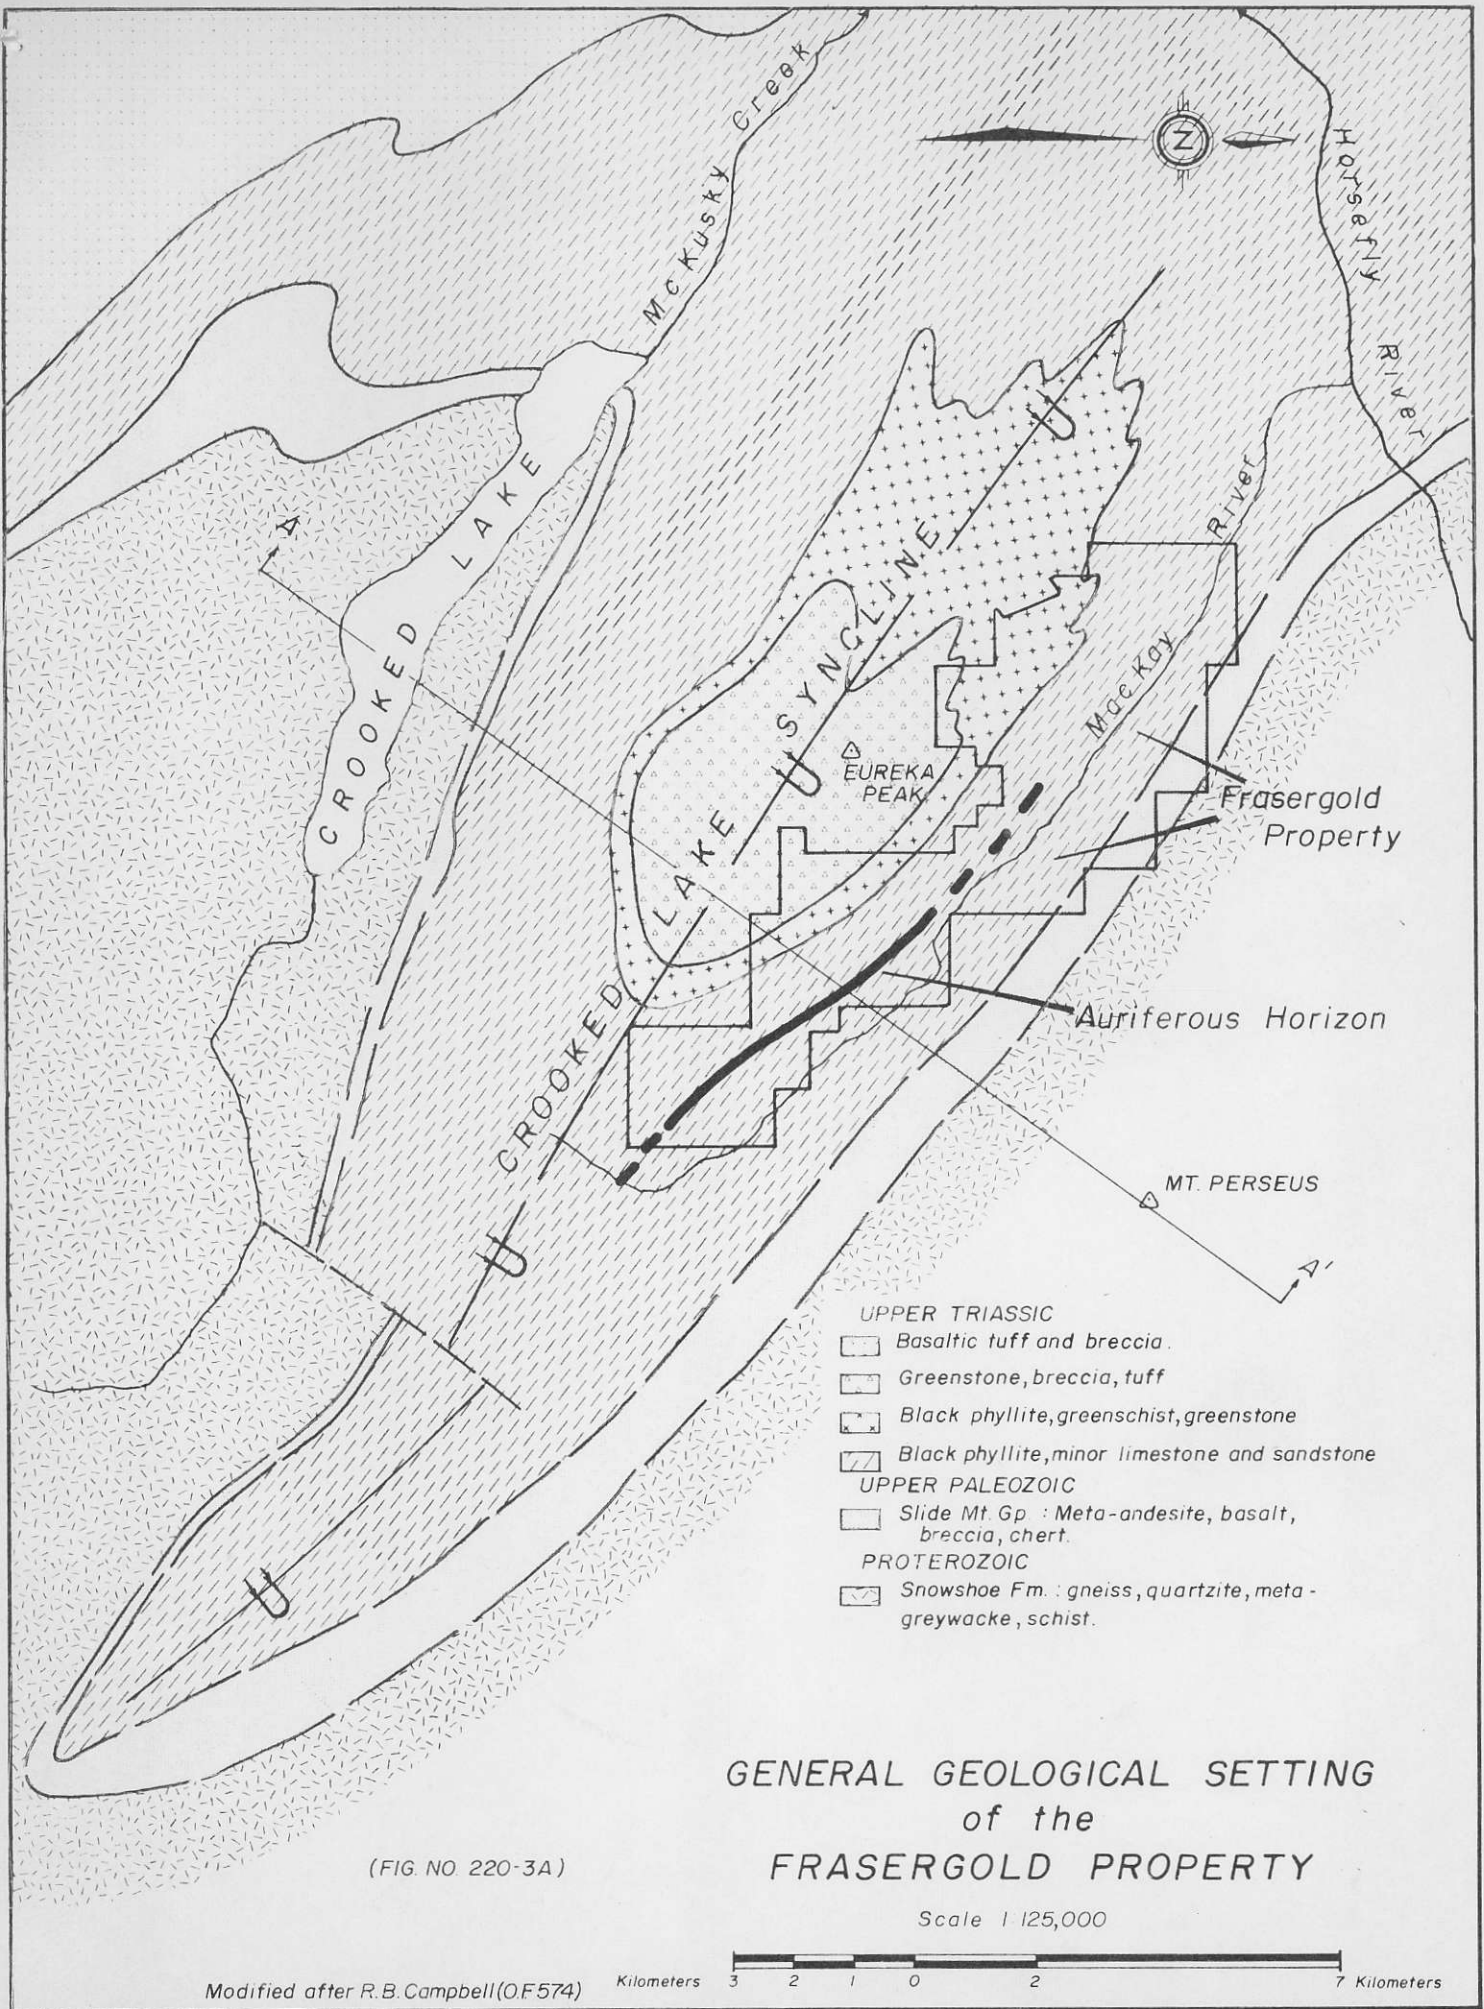 McKusky Creek
N
Horsefly River
CROOKED LAKE
A
CROOKED LAKE SYNCLINE
River
MacKay
EUREKA
PEAK
Frasergold
Property
Auriferous Horizon
MT. PERSEUS
A'
UPPER TRIASSIC
Basaltic tuff and breccia.
Greenstone, breccia, tuff
Black phyllite, greenschist, greenstone
Black phyllite, minor limestone and sandstone
UPPER PALEOZOIC
Slide Mt. Gp : Meta-andesite, basalt,
breccia, chert.
PROTEROZOIC
Snowshoe Fm. : gneiss, quartzite, meta-
greywacke, schist.
GENERAL GEOLOGICAL SETTING
of the
FRASERGOLD PROPERTY
(FIG. NO. 220-3A)
Scale 1:125,000
Kilometers 3 2 1 0 2 7 Kilometers
Modified after R.B. Campbell (O.F 574)